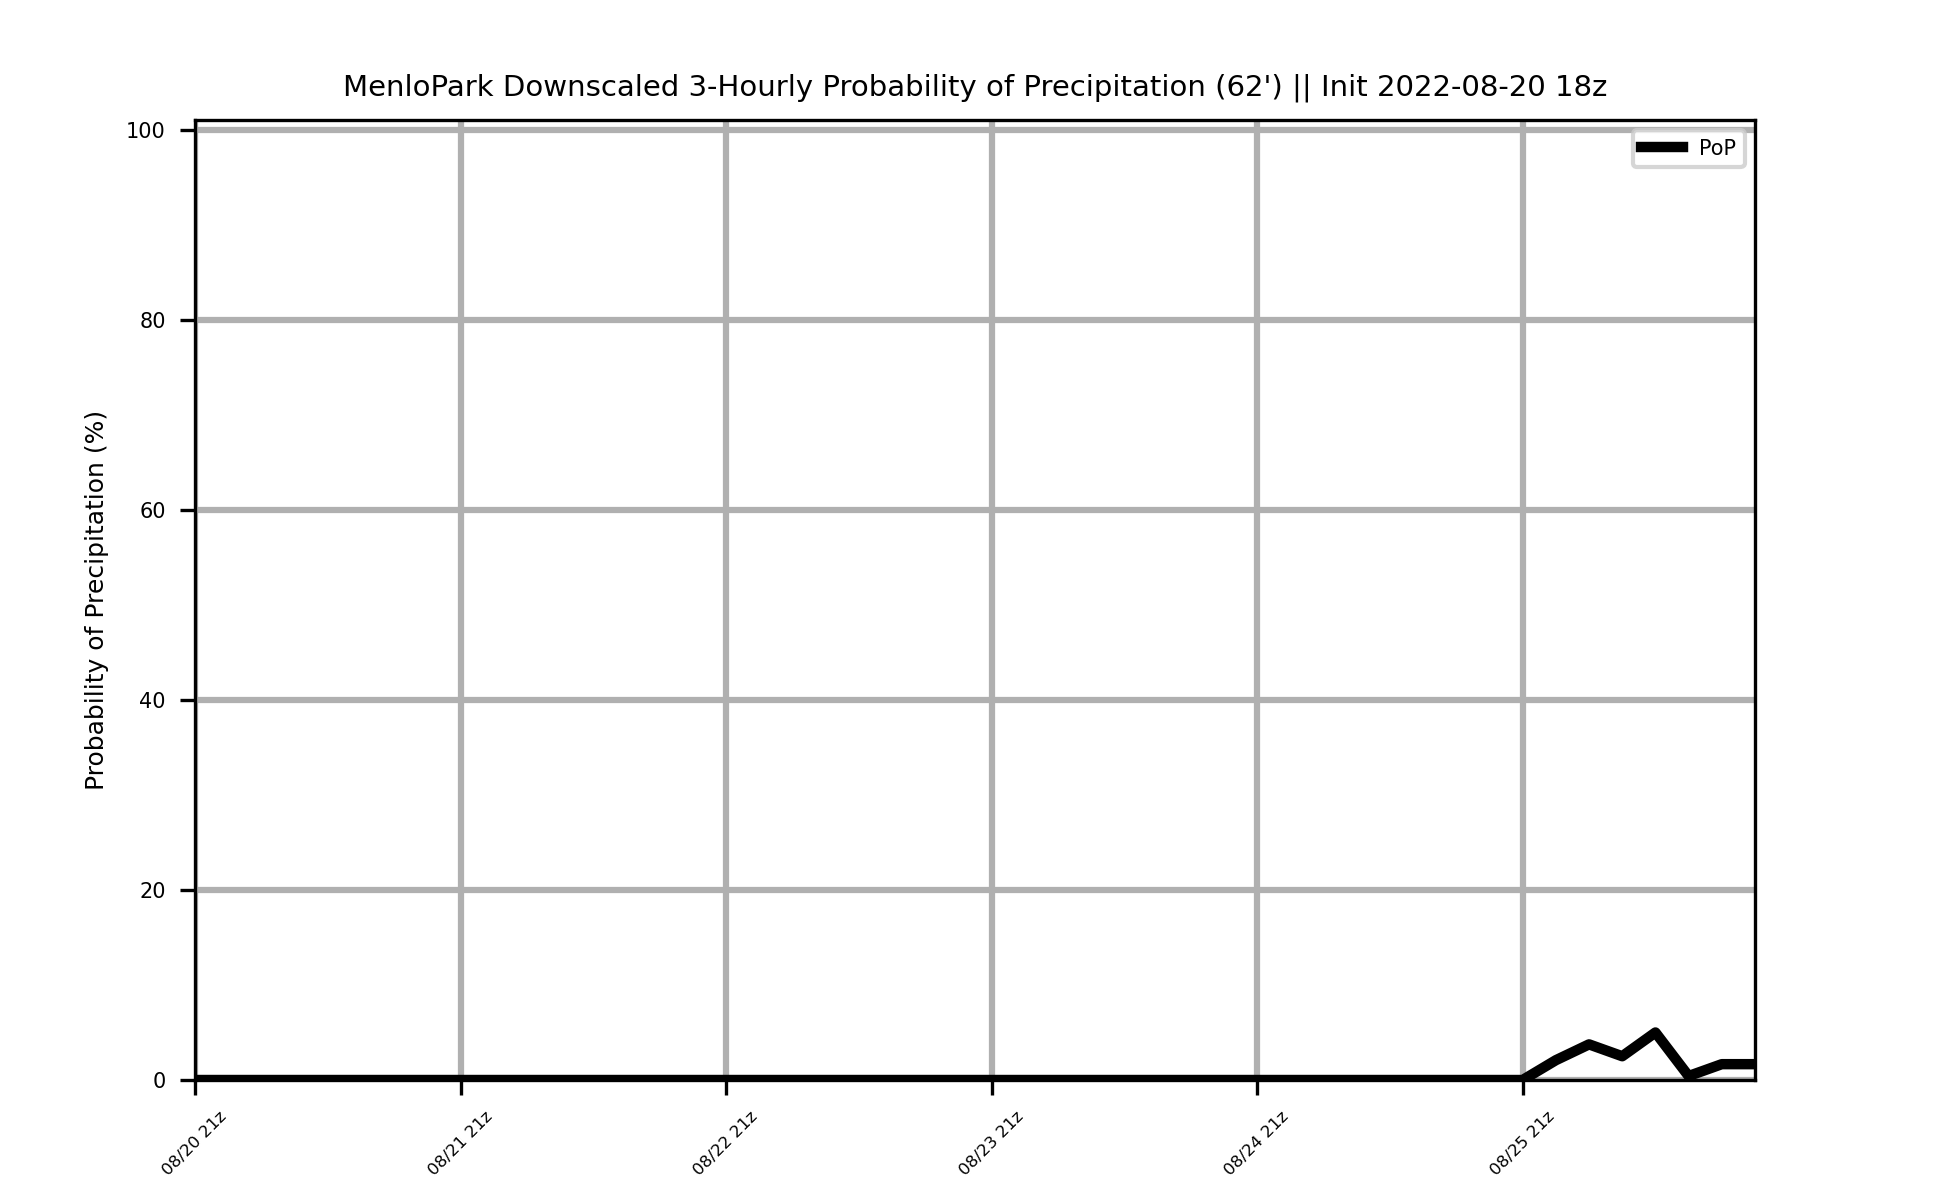 MenloPark Downscaled 3-Hourly Probability of Precipitation (62') || Init 2022-08-20 18z
PoP
Probability of Precipitation (%)
100
80
60
40
20
0
08/20 21z
08/21 21z
08/22 21z
08/23 21z
08/24 21z
08/25 21z